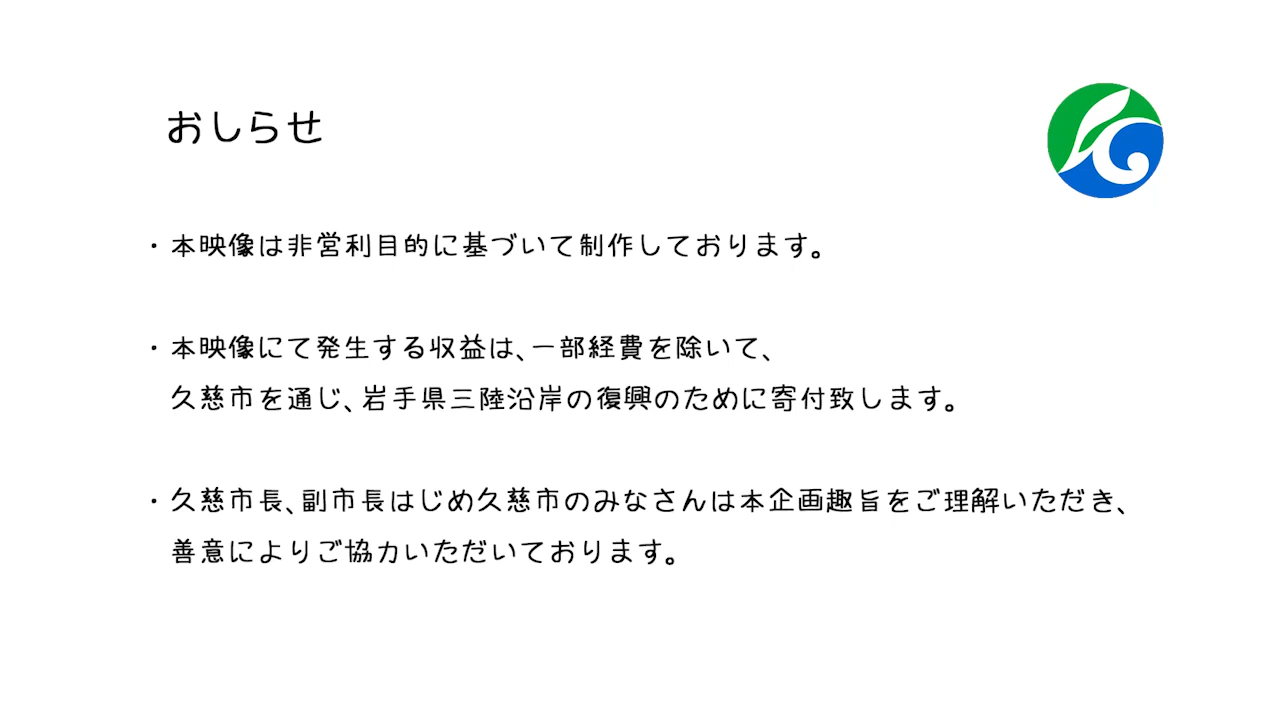 おしらせ
・本映像は非営利目的に基づいて制作しております。
・本映像にて発生する収益は、一部経費を除いて、
久慈市を通じ、岩手県三陸沿岸の復興のために寄付致します。
・久慈市長、副市長はじめ久慈市のみなさんは本企画趣旨をご理解いただき、
善意によりご協力いただいております。